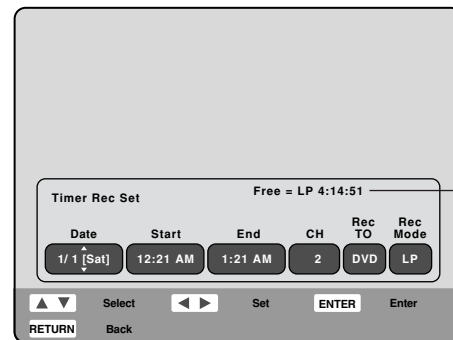 Timer Rec Set Free = LP 4:14:51
Date Start End CH Rec TO Rec Mode
1/ 1 [Sat] 12:21 AM 1:21 AM 2 DVD LP
▲ ▼ Select ◀ ▶ Set ENTER Enter
RETURN Back